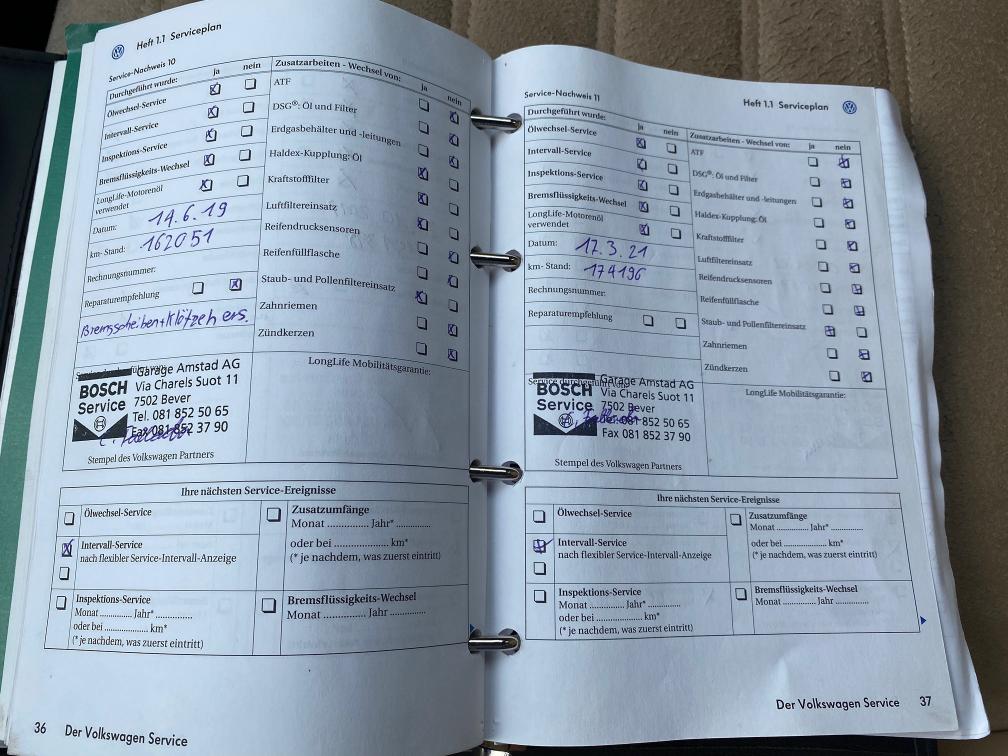 Heft 1.1 Serviceplan
Service-Nachweis 10
Durchgeführt wurde: ja nein
Ölwechsel-Service
Intervall-Service
Inspektions-Service
Bremsflüssigkeits-Wechsel
LongLife-Motorenöl
verwendet
Datum: 14.6.19
km-Stand: 162051
Rechnungsnummer:
Reparaturempfehlung
Bremsscheiben+Klötze ers.
Zusatzarbeiten - Wechsel von: ja nein
ATF
DSG®: Öl und Filter
Erdgasbehälter und -leitungen
Haldex-Kupplung: Öl
Kraftstofffilter
Luftfiltereinsatz
Reifendrucksensoren
Reifenfüllflasche
Staub- und Pollenfiltereinsatz
Zahnriemen
Zündkerzen
BOSCH
Service
Garage Amstad AG
Via Charels Suot 11
7502 Bever
Tel. 081 852 50 65
Fax 081 852 37 90
Stempel des Volkswagen Partners
LongLife Mobilitätsgarantie:
Ihre nächsten Service-Ereignisse
Ölwechsel-Service
Intervall-Service
nach flexibler Service-Intervall-Anzeige
Inspektions-Service
Monat ........... Jahr* ..............
oder bei ................. km*
(* je nachdem, was zuerst eintritt)
Zusatzumfänge
Monat .............. Jahr* ............
oder bei .................... km*
(* je nachdem, was zuerst eintritt)
Bremsflüssigkeits-Wechsel
Monat .............. Jahr ............
36 Der Volkswagen Service
Service-Nachweis 11
Heft 1.1 Serviceplan
Durchgeführt wurde: ja nein
Ölwechsel-Service
Intervall-Service
Inspektions-Service
Bremsflüssigkeits-Wechsel
LongLife-Motorenöl
verwendet
Datum: 17.3.21
km- Stand: 174196
Rechnungsnummer:
Reparaturempfehlung
Zusatzarbeiten - Wechsel von: ja nein
ATF
DSG®: Öl und Filter
Erdgasbehälter und -leitungen
Haldex-Kupplung: Öl
Kraftstofffilter
Luftfiltereinsatz
Reifendrucksensoren
Reifenfüllflasche
Staub- und Pollenfiltereinsatz
Zahnriemen
Zündkerzen
Service durchgeführt von:
BOSCH
Service
Garage Amstad AG
Via Charels Suot 11
7502 Bever
081 852 50 65
Fax 081 852 37 90
Stempel des Volkswagen Partners
LongLife Mobilitätsgarantie:
Ihre nächsten Service-Ereignisse
Ölwechsel-Service
Intervall-Service
nach flexibler Service-Intervall-Anzeige
Inspektions-Service
Monat ........... Jahr* ............
oder bei ................ km*
(* je nachdem, was zuerst eintritt)
Zusatzumfänge
Monat ............ Jahr* ............
oder bei .................. km*
(* je nachdem, was zuerst eintritt)
Bremsflüssigkeits-Wechsel
Monat ............ Jahr ............
Der Volkswagen Service 37